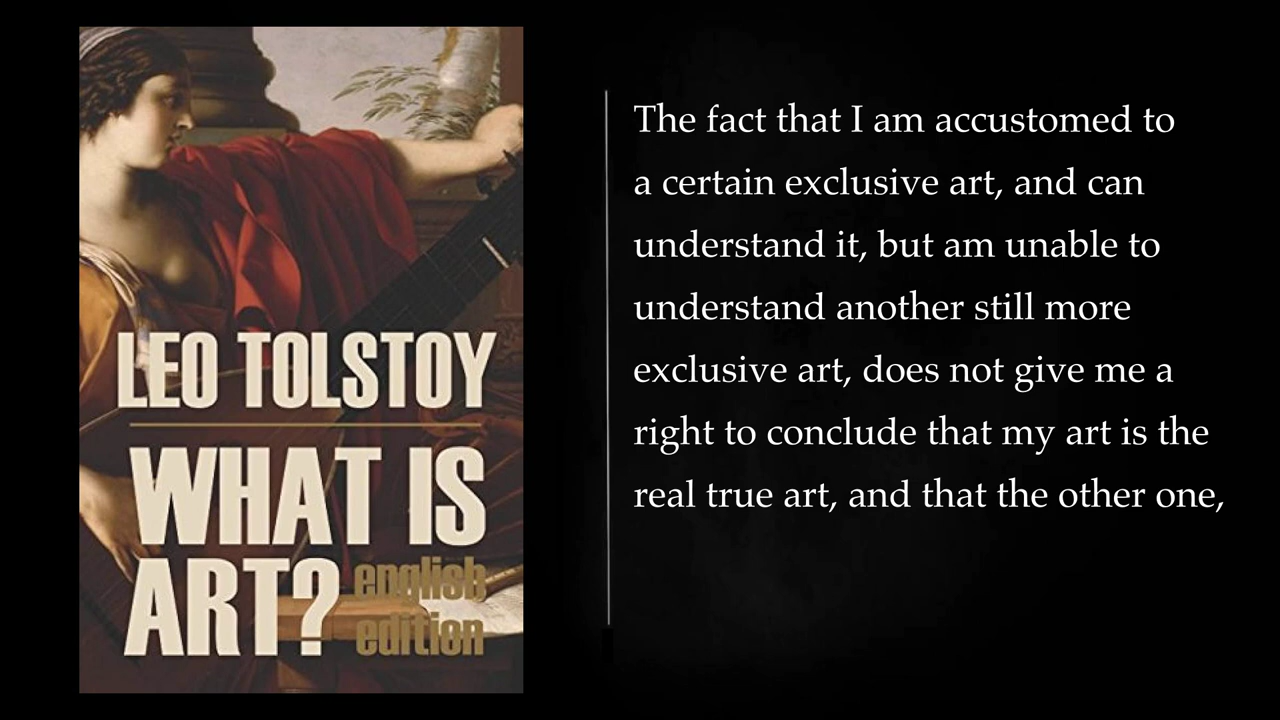 LEO TOLSTOY
WHAT IS
ART?
english
edition
The fact that I am accustomed to
a certain exclusive art, and can
understand it, but am unable to
understand another still more
exclusive art, does not give me a
right to conclude that my art is the
real true art, and that the other one,